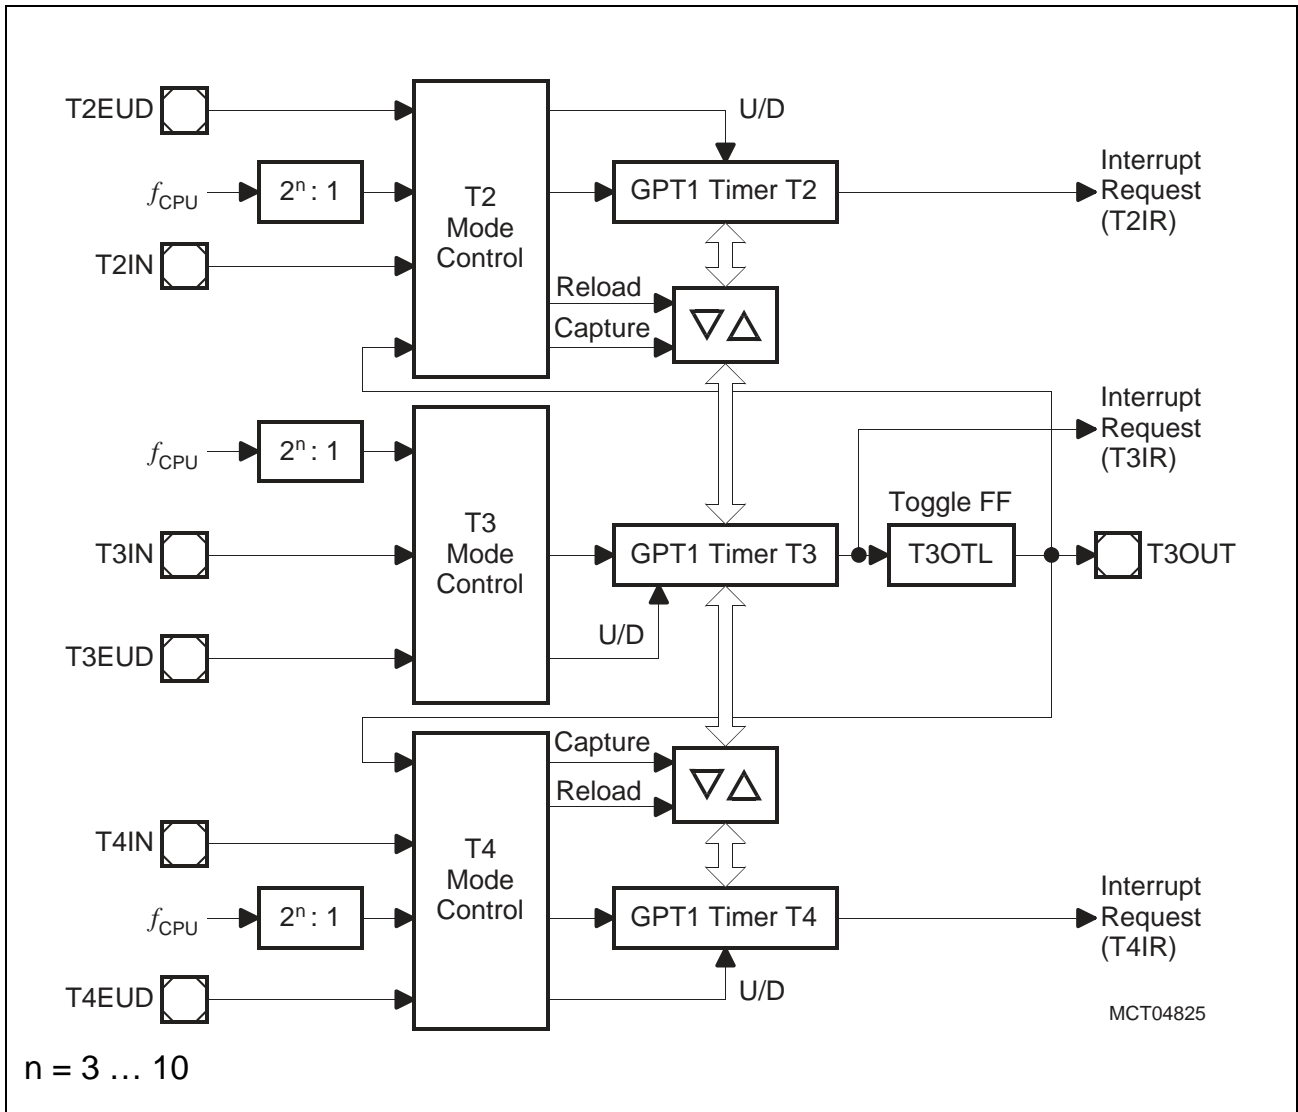 T2EUD
U/D
fCPU
2ⁿ : 1
T2
Mode
Control
GPT1 Timer T2
Interrupt
Request
(T2IR)
T2IN
Reload
Capture
fCPU
2ⁿ : 1
Interrupt
Request
(T3IR)
T3IN
T3
Mode
Control
GPT1 Timer T3
Toggle FF
T3OTL
T3OUT
T3EUD
U/D
Capture
Reload
T4IN
T4
Mode
Control
fCPU
2ⁿ : 1
GPT1 Timer T4
Interrupt
Request
(T4IR)
T4EUD
U/D
MCT04825
n = 3 … 10